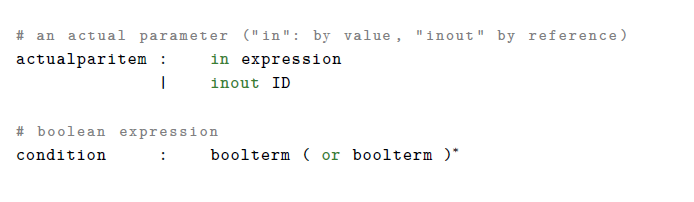 # an actual parameter ("in": by value, "inout" by reference)
actualparitem : in expression
| inout ID
# boolean expression
condition : boolterm ( or boolterm )*